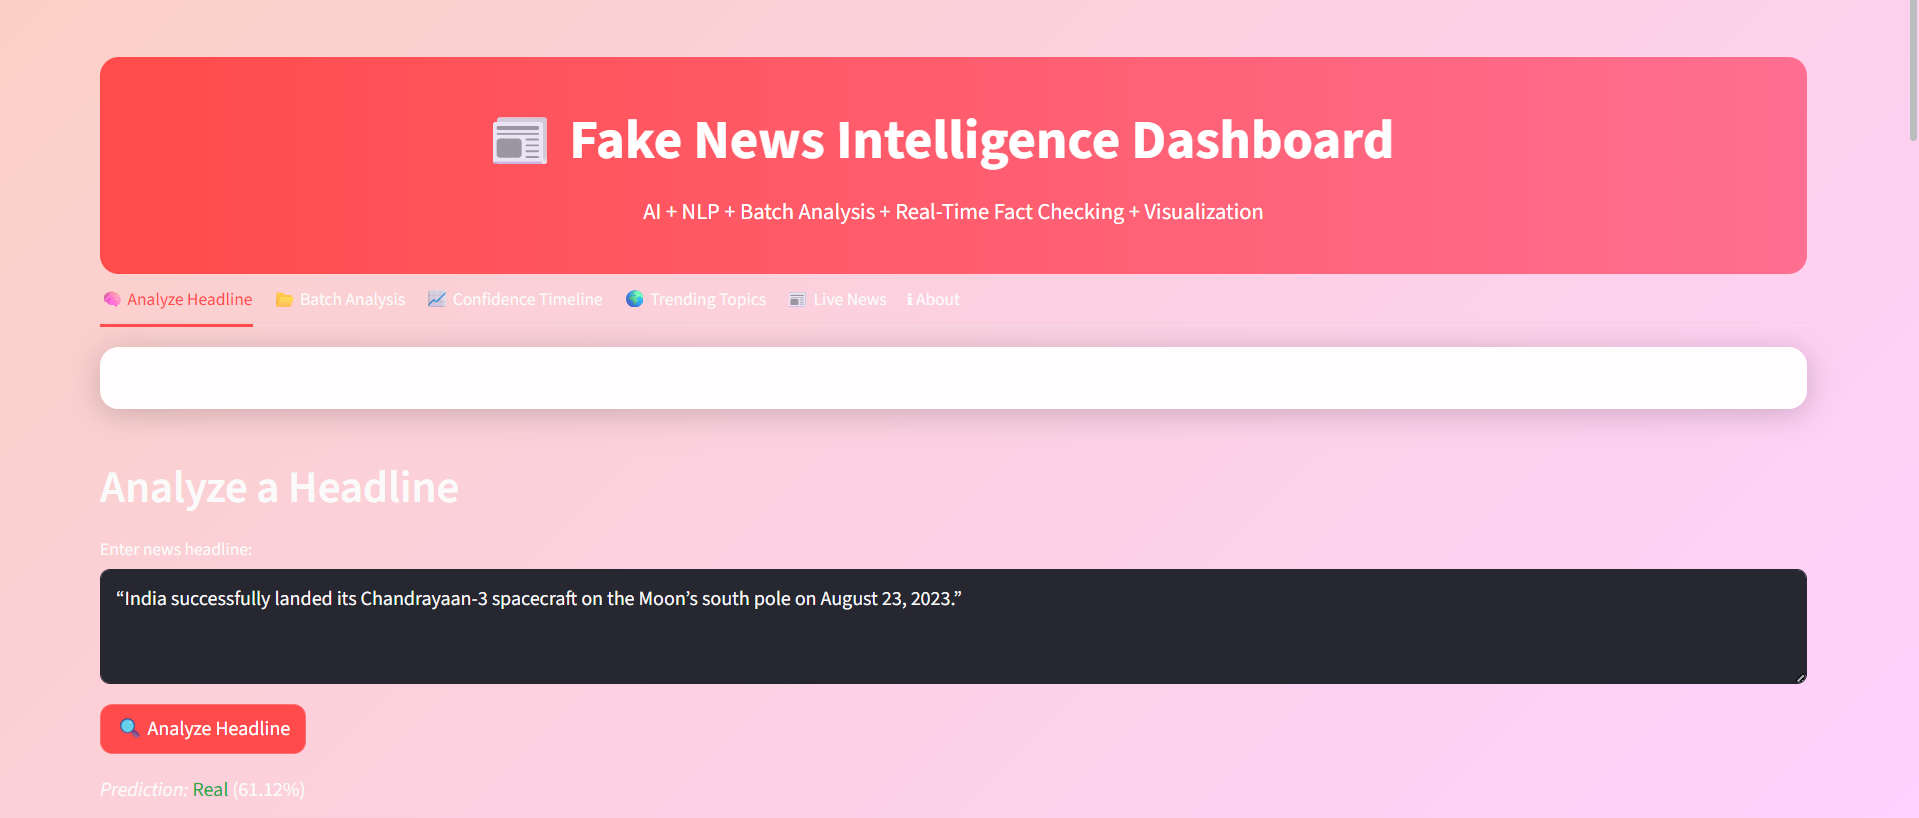 Fake News Intelligence Dashboard
AI + NLP + Batch Analysis + Real-Time Fact Checking + Visualization
Analyze Headline Batch Analysis Confidence Timeline Trending Topics Live News ℹ About
Analyze a Headline
Enter news headline:
“India successfully landed its Chandrayaan-3 spacecraft on the Moon’s south pole on August 23, 2023.”
Analyze Headline
Prediction: Real (61.12%)